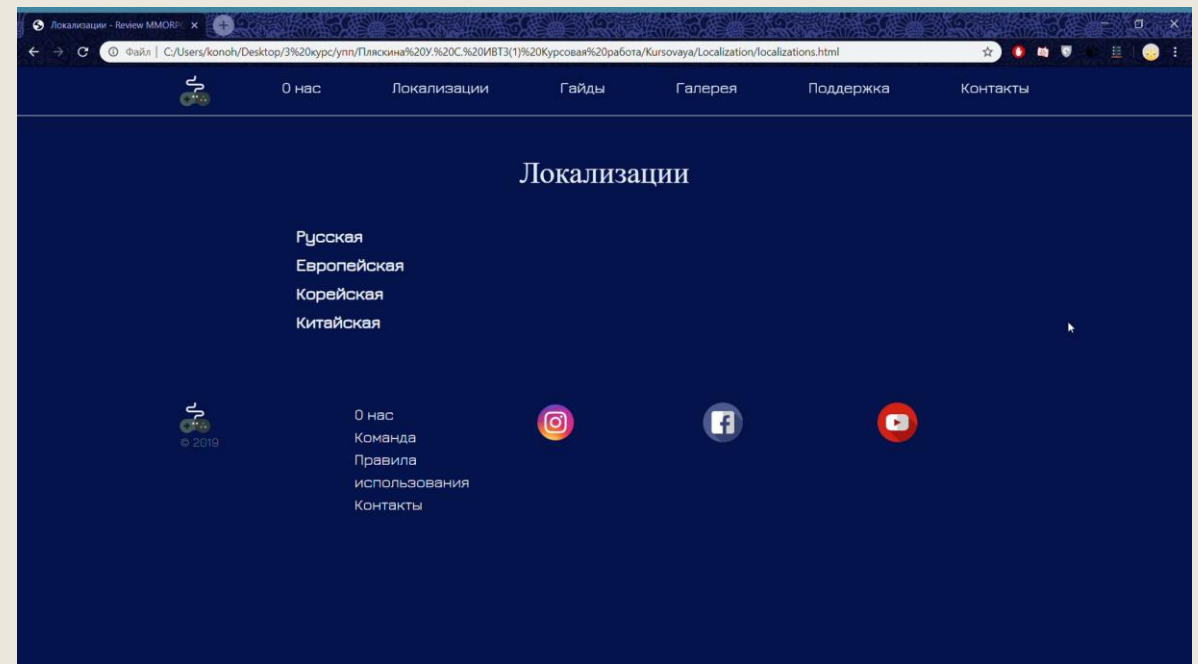 Локализации - Review MMORP
Файл | C:/Users/konoh/Desktop/3%20курс/упп/Пляскина%20У.%20С.%20ИВТ3(1)%20Курсовая%20работа/Kursovaya/Localization/localizations.html
О нас Локализации Гайды Галерея Поддержка Контакты
Локализации
Русская
Европейская
Корейская
Китайская
© 2019
О нас
Команда
Правила
использования
Контакты